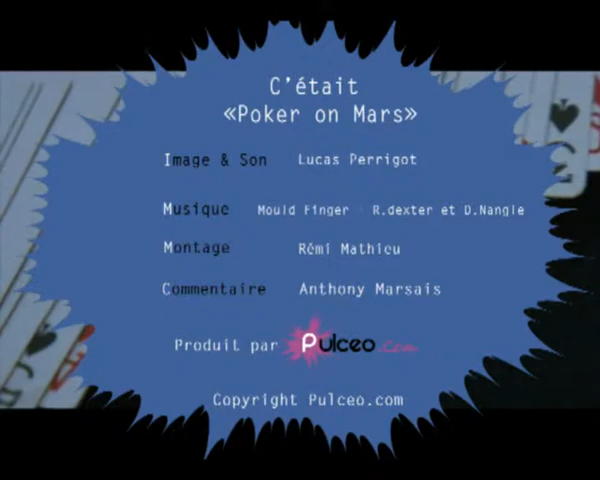 C'était
«Poker on Mars»
Image & Son Lucas Perrigot
Musique Mould Finger - R.dexter et D.Nangle
Montage Rémi Mathieu
Commentaire Anthony Marsais
Produit par Pulceo.com
Copyright Pulceo.com